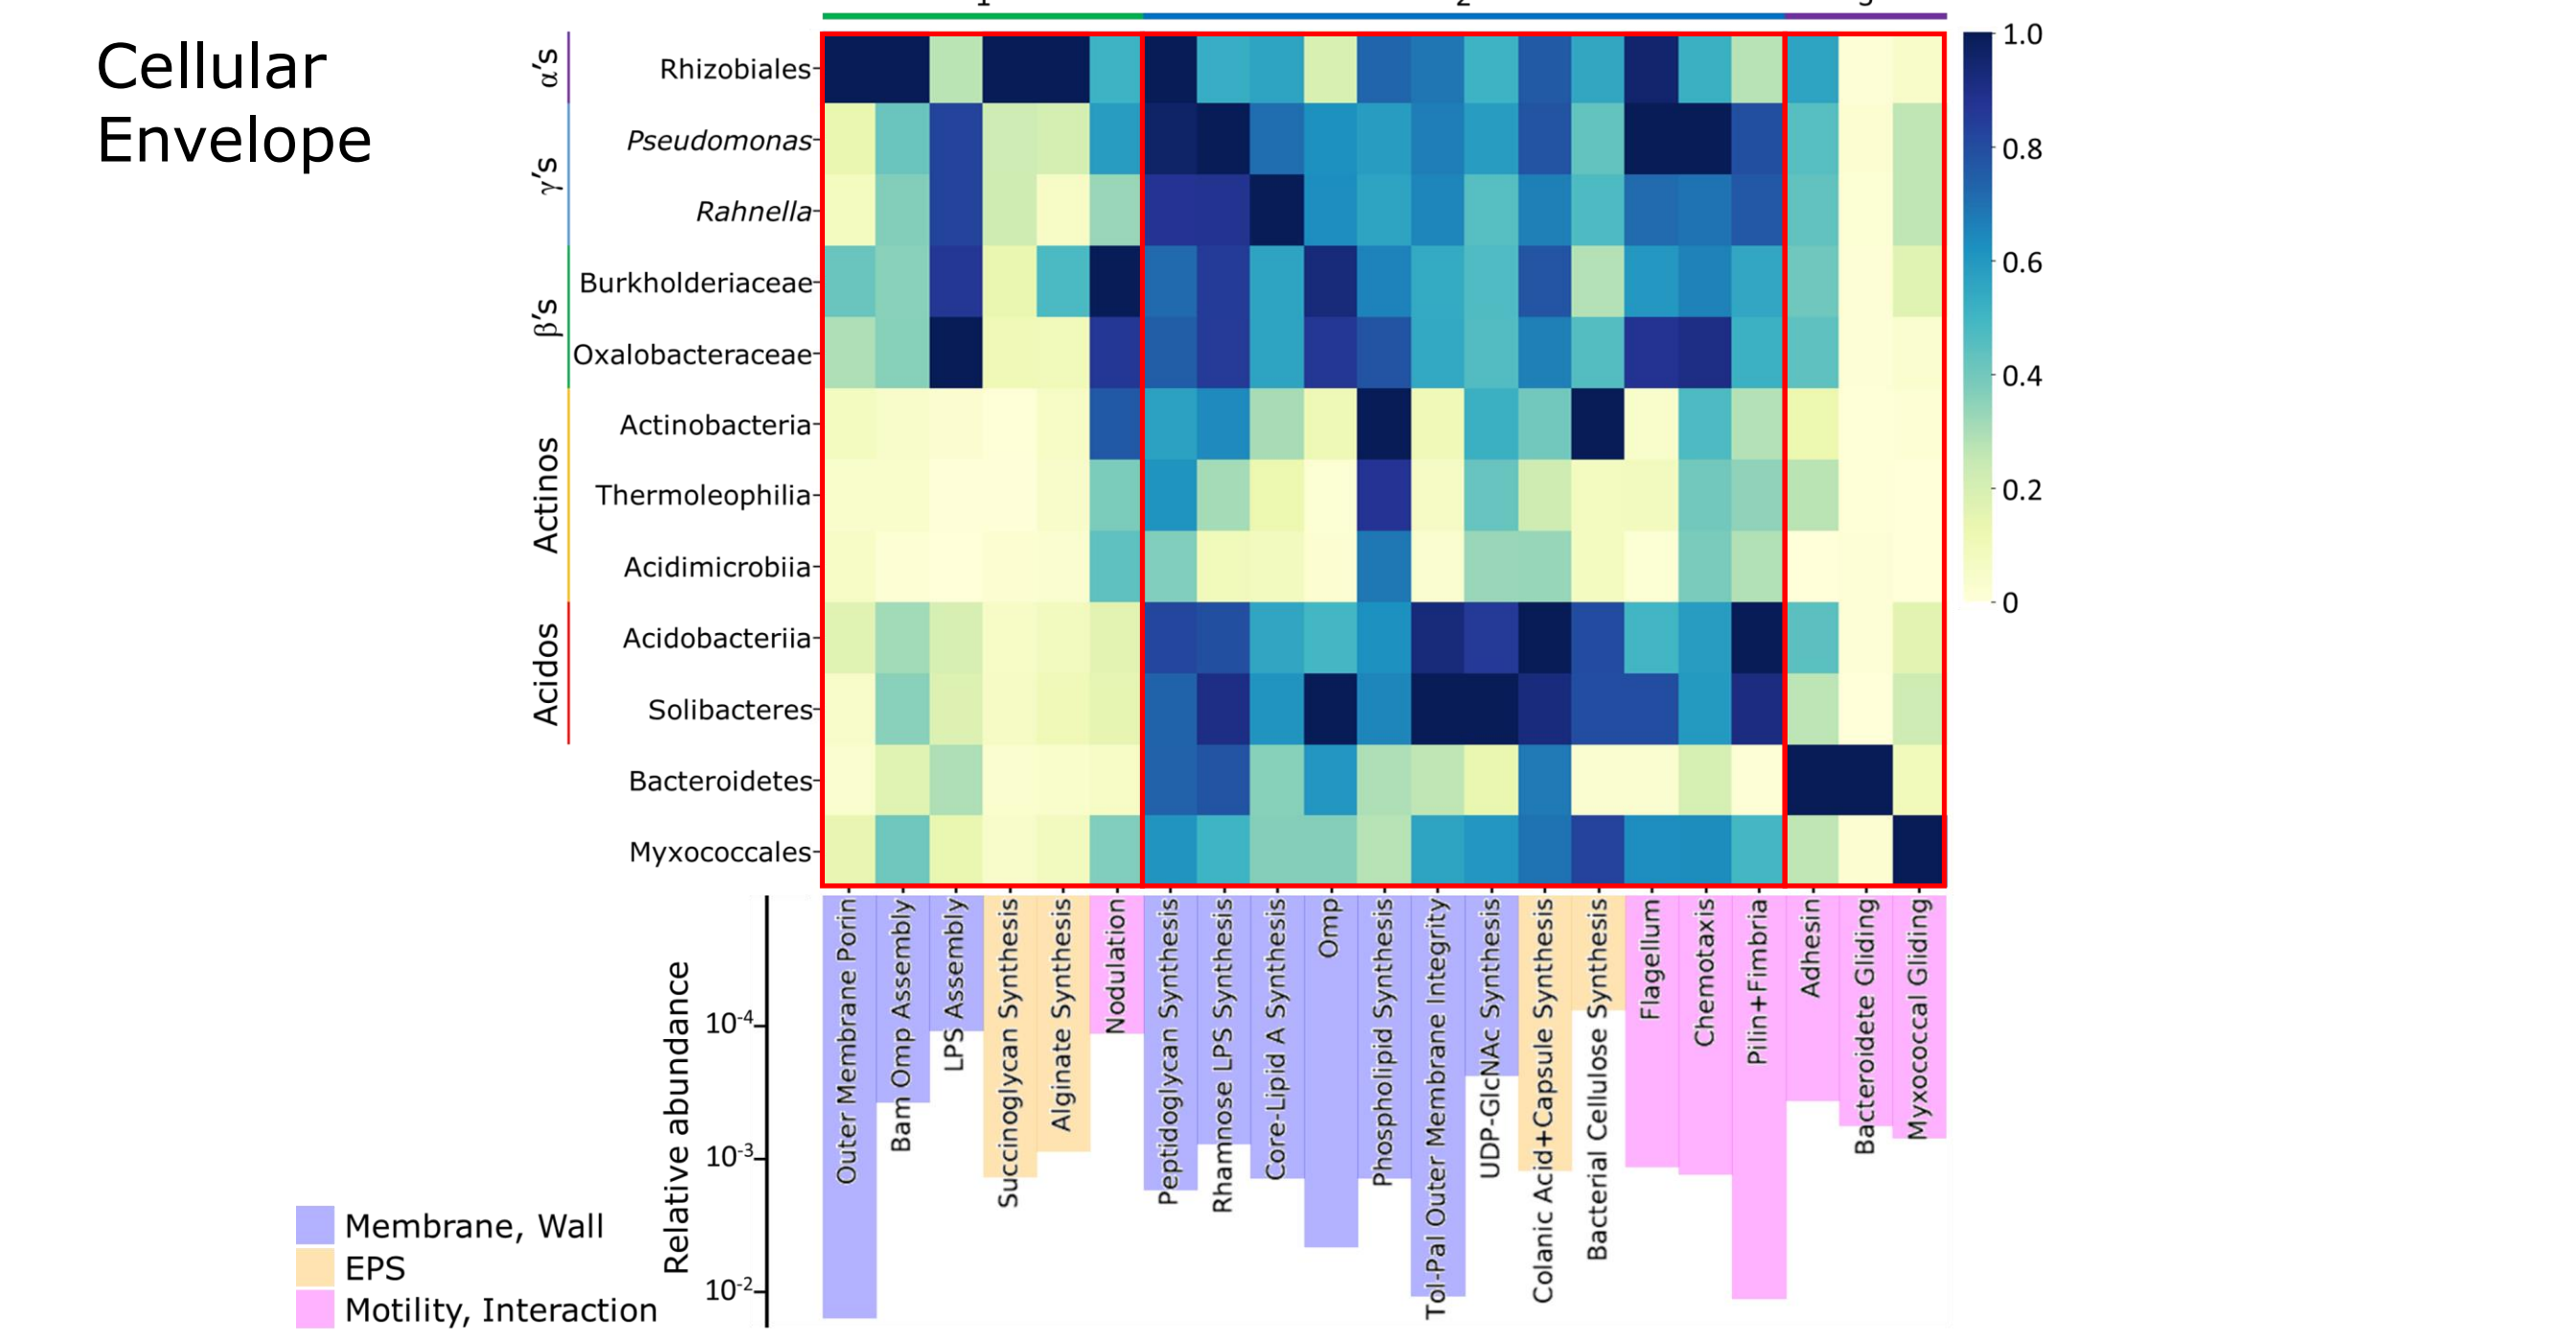 1 2 3
Cellular
Envelope
α's
γ's
β's
Actinos
Acidos
Rhizobiales
Pseudomonas
Rahnella
Burkholderiaceae
Oxalobacteraceae
Actinobacteria
Thermoleophilia
Acidimicrobiia
Acidobacteriia
Solibacteres
Bacteroidetes
Myxococcales
1.0
0.8
0.6
0.4
0.2
0
Outer Membrane Porin
Bam Omp Assembly
LPS Assembly
Succinoglycan Synthesis
Alginate Synthesis
Nodulation
Peptidoglycan Synthesis
Rhamnose LPS Synthesis
Core-Lipid A Synthesis
Omp
Phospholipid Synthesis
Tol-Pal Outer Membrane Integrity
UDP-GlcNAc Synthesis
Colanic Acid+Capsule Synthesis
Bacterial Cellulose Synthesis
Flagellum
Chemotaxis
Pilin+Fimbria
Adhesin
Bacteroidete Gliding
Myxococcal Gliding
Relative abundance
10-4
10-3
10-2
Membrane, Wall
EPS
Motility, Interaction